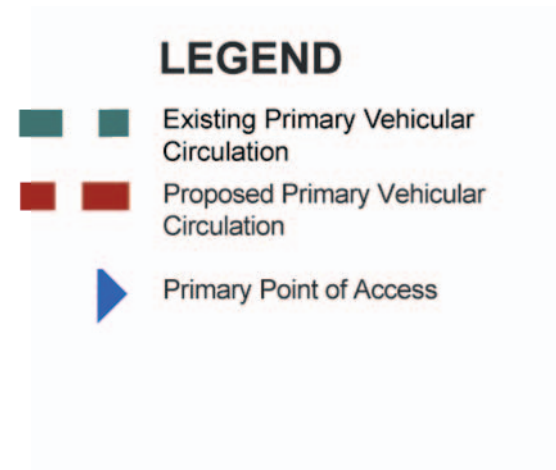 LEGEND
Existing Primary Vehicular
Circulation
Proposed Primary Vehicular
Circulation
Primary Point of Access